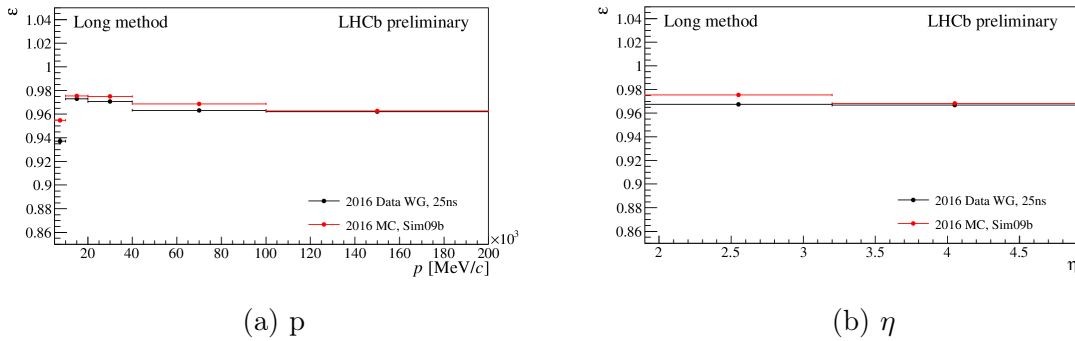 ε
Long method
LHCb preliminary
1.04
1.02
1
0.98
0.96
0.94
0.92
0.9
0.88
0.86
2016 Data WG, 25ns
2016 MC, Sim09b
20 40 60 80 100 120 140 160 180 200
×10³
p [MeV/c]
(a) p
ε
Long method
LHCb preliminary
1.04
1.02
1
0.98
0.96
0.94
0.92
0.9
0.88
0.86
2016 Data WG, 25ns
2016 MC, Sim09b
2 2.5 3 3.5 4 4.5
η
(b) η